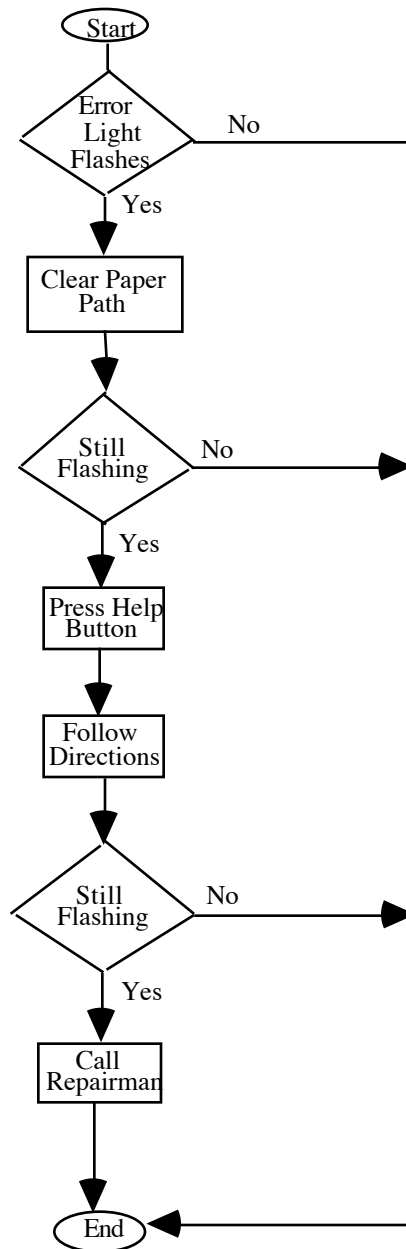 Start
Error
Light
Flashes
No
Yes
Clear Paper
Path
Still
Flashing
No
Yes
Press Help
Button
Follow
Directions
Still
Flashing
No
Yes
Call
Repairman
End